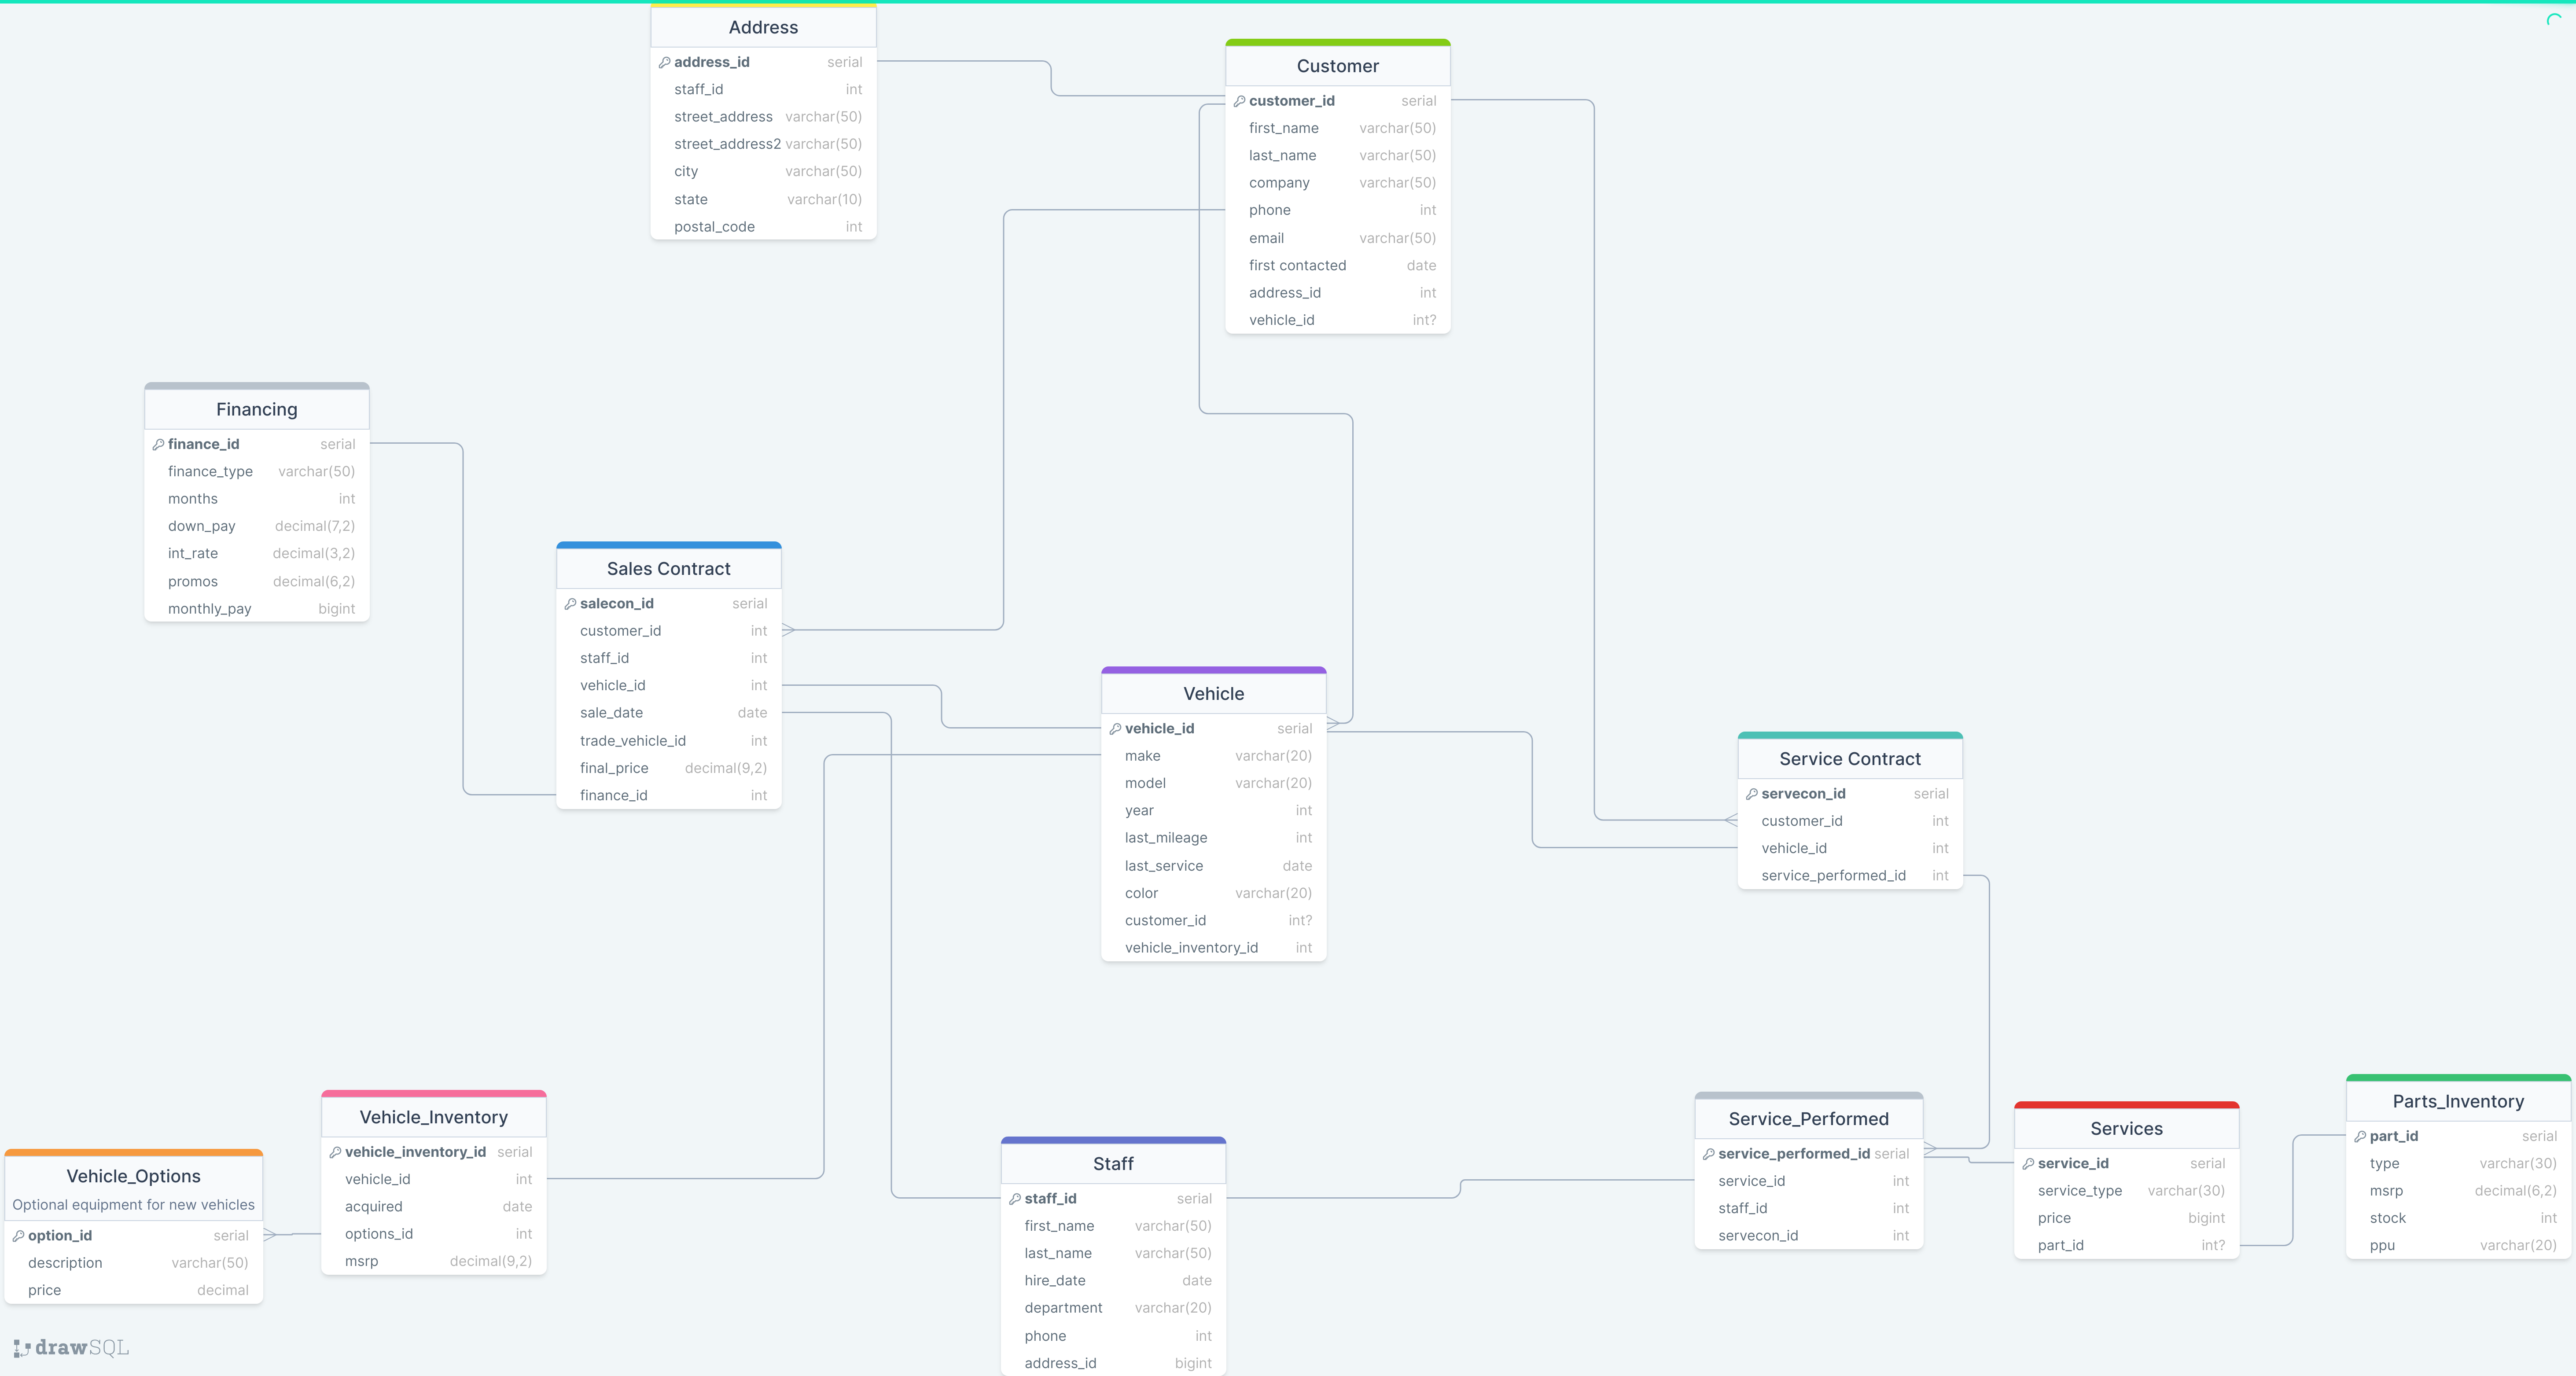 Address
address_id serial
staff_id int
street_address varchar(50)
street_address2 varchar(50)
city varchar(50)
state varchar(10)
postal_code int
Customer
customer_id serial
first_name varchar(50)
last_name varchar(50)
company varchar(50)
phone int
email varchar(50)
first contacted date
address_id int
vehicle_id int?
Financing
finance_id serial
finance_type varchar(50)
months int
down_pay decimal(7,2)
int_rate decimal(3,2)
promos decimal(6,2)
monthly_pay bigint
Sales Contract
salecon_id serial
customer_id int
staff_id int
vehicle_id int
sale_date date
trade_vehicle_id int
final_price decimal(9,2)
finance_id int
Vehicle
vehicle_id serial
make varchar(20)
model varchar(20)
year int
last_mileage int
last_service date
color varchar(20)
customer_id int?
vehicle_inventory_id int
Service Contract
servecon_id serial
customer_id int
vehicle_id int
service_performed_id int
Vehicle_Options
Optional equipment for new vehicles
option_id serial
description varchar(50)
price decimal
Vehicle_Inventory
vehicle_inventory_id serial
vehicle_id int
acquired date
options_id int
msrp decimal(9,2)
Staff
staff_id serial
first_name varchar(50)
last_name varchar(50)
hire_date date
department varchar(20)
phone int
address_id bigint
Service_Performed
service_performed_id serial
service_id int
staff_id int
servecon_id int
Services
service_id serial
service_type varchar(30)
price bigint
part_id int?
Parts_Inventory
part_id serial
type varchar(30)
msrp decimal(6,2)
stock int
ppu varchar(20)
drawSQL